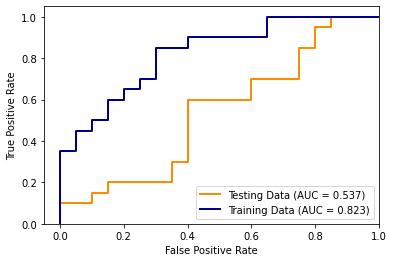 1.0
0.8
0.6
0.4
0.2
0.0
True Positive Rate
0.0 0.2 0.4 0.6 0.8 1.0
False Positive Rate
Testing Data (AUC = 0.537)
Training Data (AUC = 0.823)